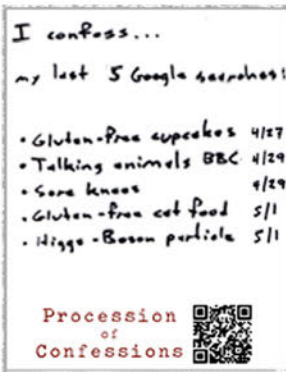 I confess...
my last 5 Google searches:
• Gluten-free cupcakes 4/27
• Talking animals BBC 4/29
• Sore knees 4/29
• Gluten-free cat food 5/1
• Higgs-Boson particle 5/1
Procession
of
Confessions